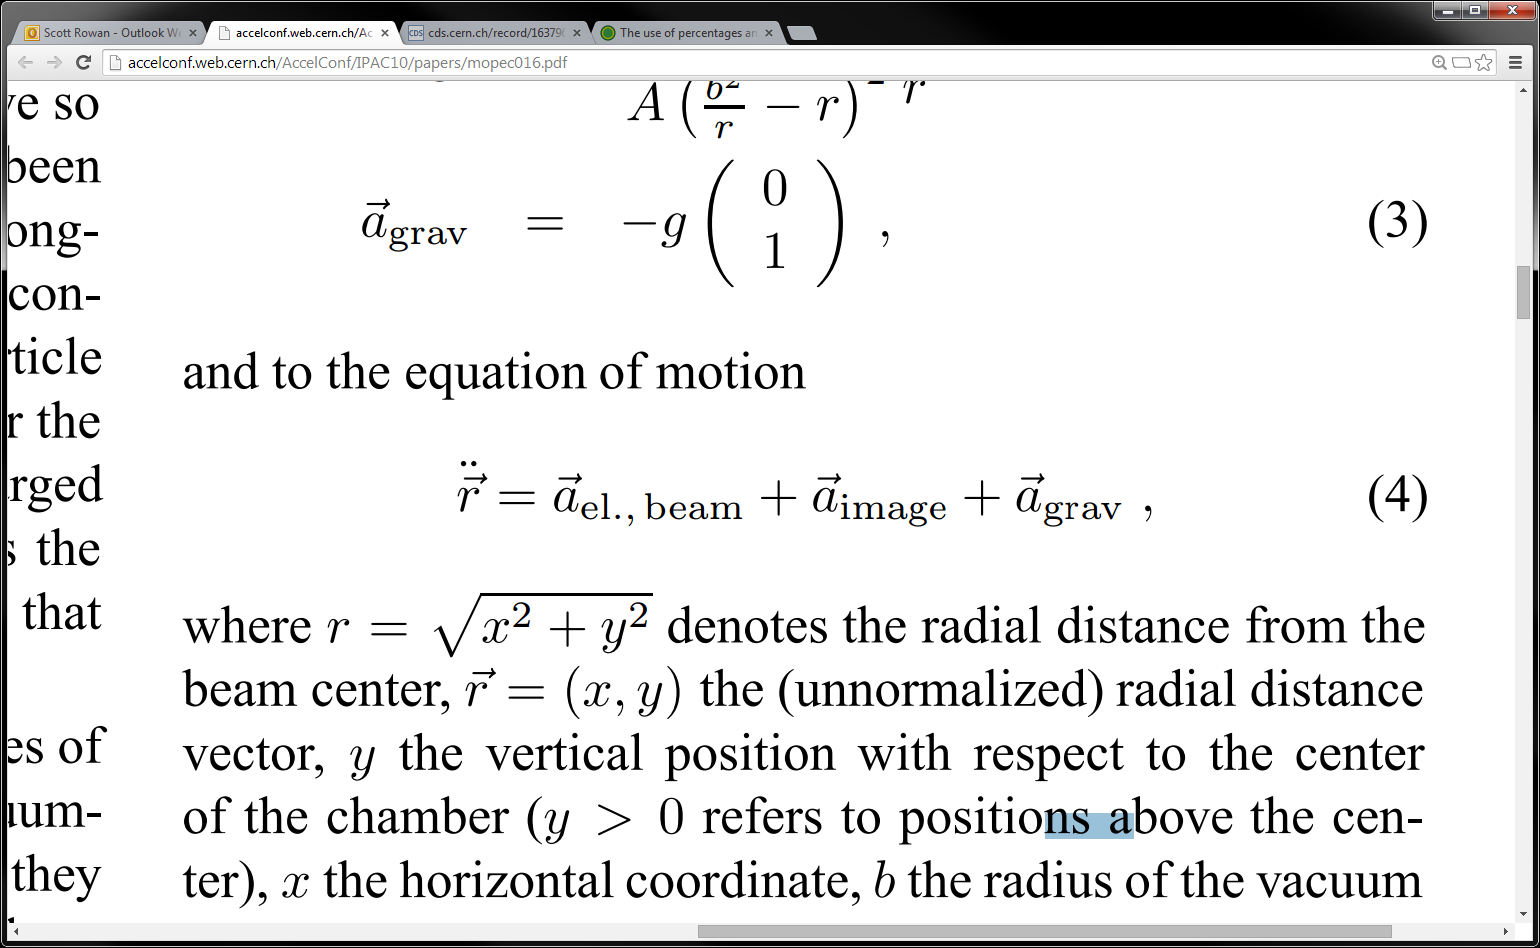 Scott Rowan - Outlook W
accelconf.web.cern.ch/Ac
cds.cern.ch/record/163790
The use of percentages an
accelconf.web.cern.ch/AccelConf/IPAC10/papers/mopec016.pdf
ve so
been
ong-
con-
ticle
r the
rged
s the
that
es of
uum-
they
A (b²/r − r)² r
a⃗grav = −g (0 1) , (3)
and to the equation of motion
r⃗̈ = a⃗el., beam + a⃗image + a⃗grav , (4)
where r = √x² + y² denotes the radial distance from the
beam center, r⃗ = (x, y) the (unnormalized) radial distance
vector, y the vertical position with respect to the center
of the chamber (y > 0 refers to positions above the cen-
ter), x the horizontal coordinate, b the radius of the vacuum